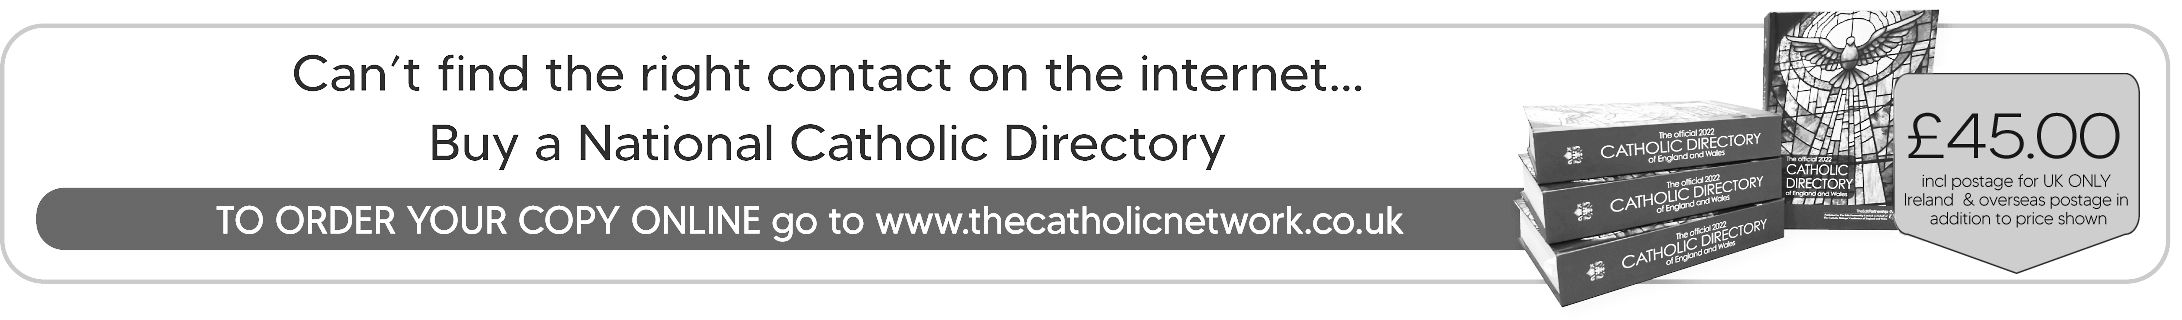 Can't find the right contact on the internet...
Buy a National Catholic Directory
TO ORDER YOUR COPY ONLINE go to www.thecatholicnetwork.co.uk
The official 2022
CATHOLIC DIRECTORY
of England and Wales
The official 2022
CATHOLIC DIRECTORY
of England and Wales
The official 2022
CATHOLIC DIRECTORY
of England and Wales
The official 2022
CATHOLIC
DIRECTORY
of England and Wales
£45.00
incl postage for UK ONLY
Ireland & overseas postage in
addition to price shown